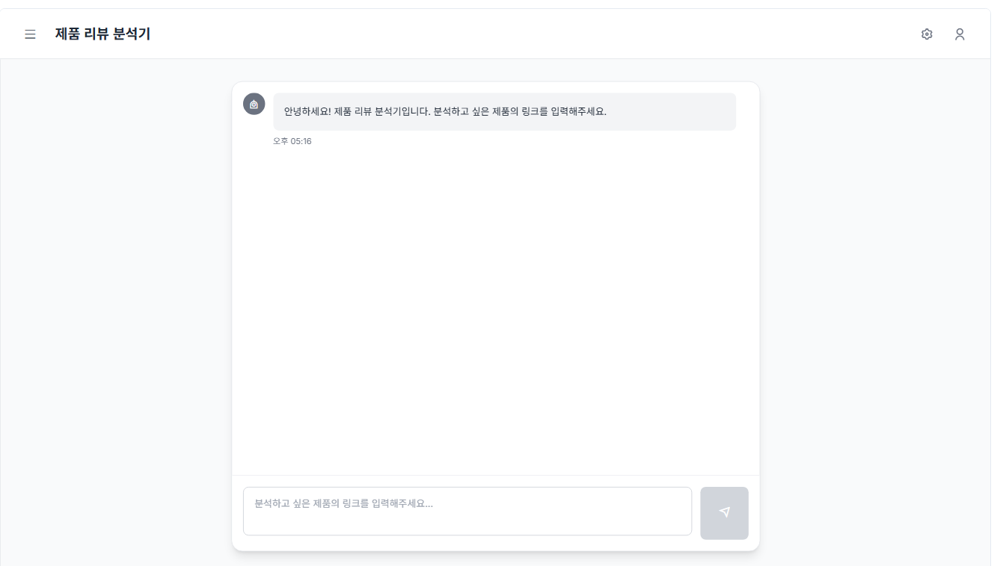 제품 리뷰 분석기
안녕하세요! 제품 리뷰 분석기입니다. 분석하고 싶은 제품의 링크를 입력해주세요.
오후 05:16
분석하고 싶은 제품의 링크를 입력해주세요...